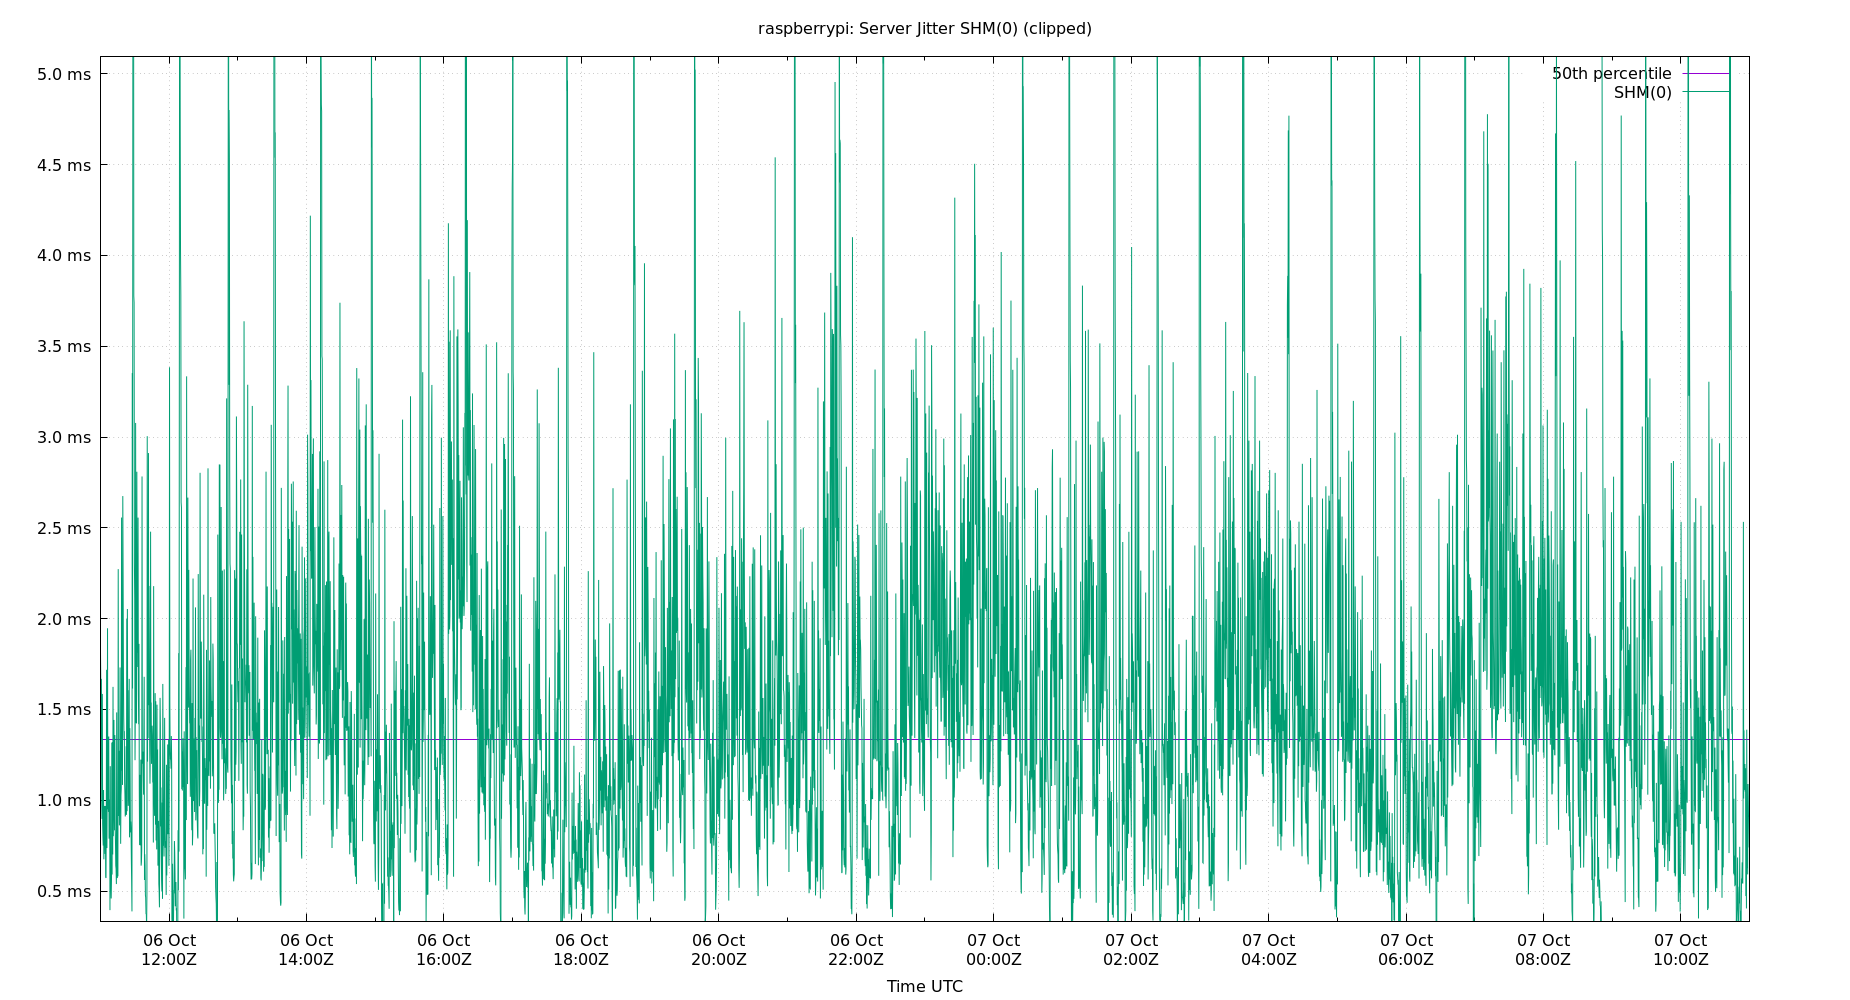 raspberrypi: Server Jitter SHM(0) (clipped)
50th percentile
SHM(0)
5.0 ms
4.5 ms
4.0 ms
3.5 ms
3.0 ms
2.5 ms
2.0 ms
1.5 ms
1.0 ms
0.5 ms
06 Oct 06 Oct 06 Oct 06 Oct 06 Oct 06 Oct 07 Oct 07 Oct 07 Oct 07 Oct 07 Oct 07 Oct
12:00Z 14:00Z 16:00Z 18:00Z 20:00Z 22:00Z 00:00Z 02:00Z 04:00Z 06:00Z 08:00Z 10:00Z
Time UTC